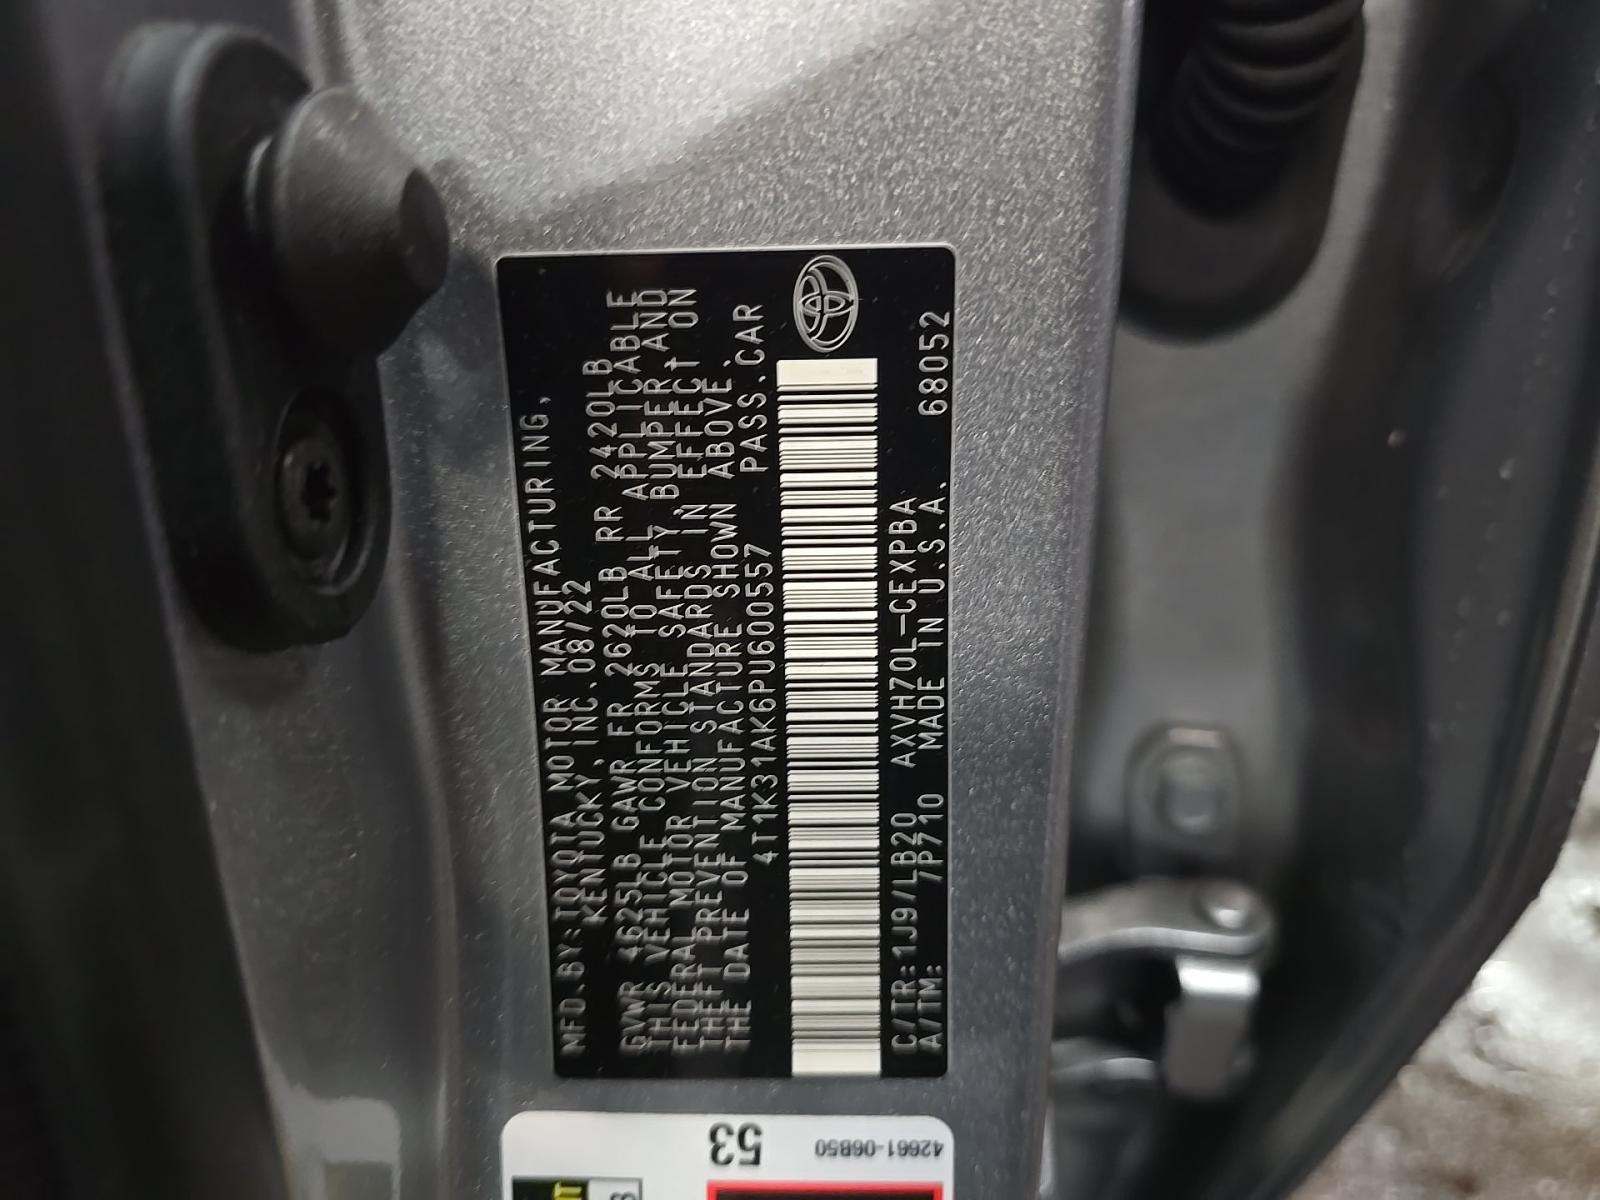 MFD.BY:TOYOTA MOTOR MANUFACTURING,
KENTUCKY,INC.08/22
GVWR 4625LB GAWR FR 2620LB RR 2420LB
THIS VEHICLE CONFORMS TO ALL APPLICABLE
FEDERAL MOTOR VEHICLE SAFETY,BUMPER,AND
THEFT PREVENTION STANDARDS IN EFFECT ON
THE DATE OF MANUFACTURE SHOWN ABOVE.
4T1K31AK6PU600557 PASS.CAR
C/TR:1J9/LB20 AXVH70L-CEXPBA
A/TM: 7P710 MADE IN U.S.A. 68052
42661-06B50
53